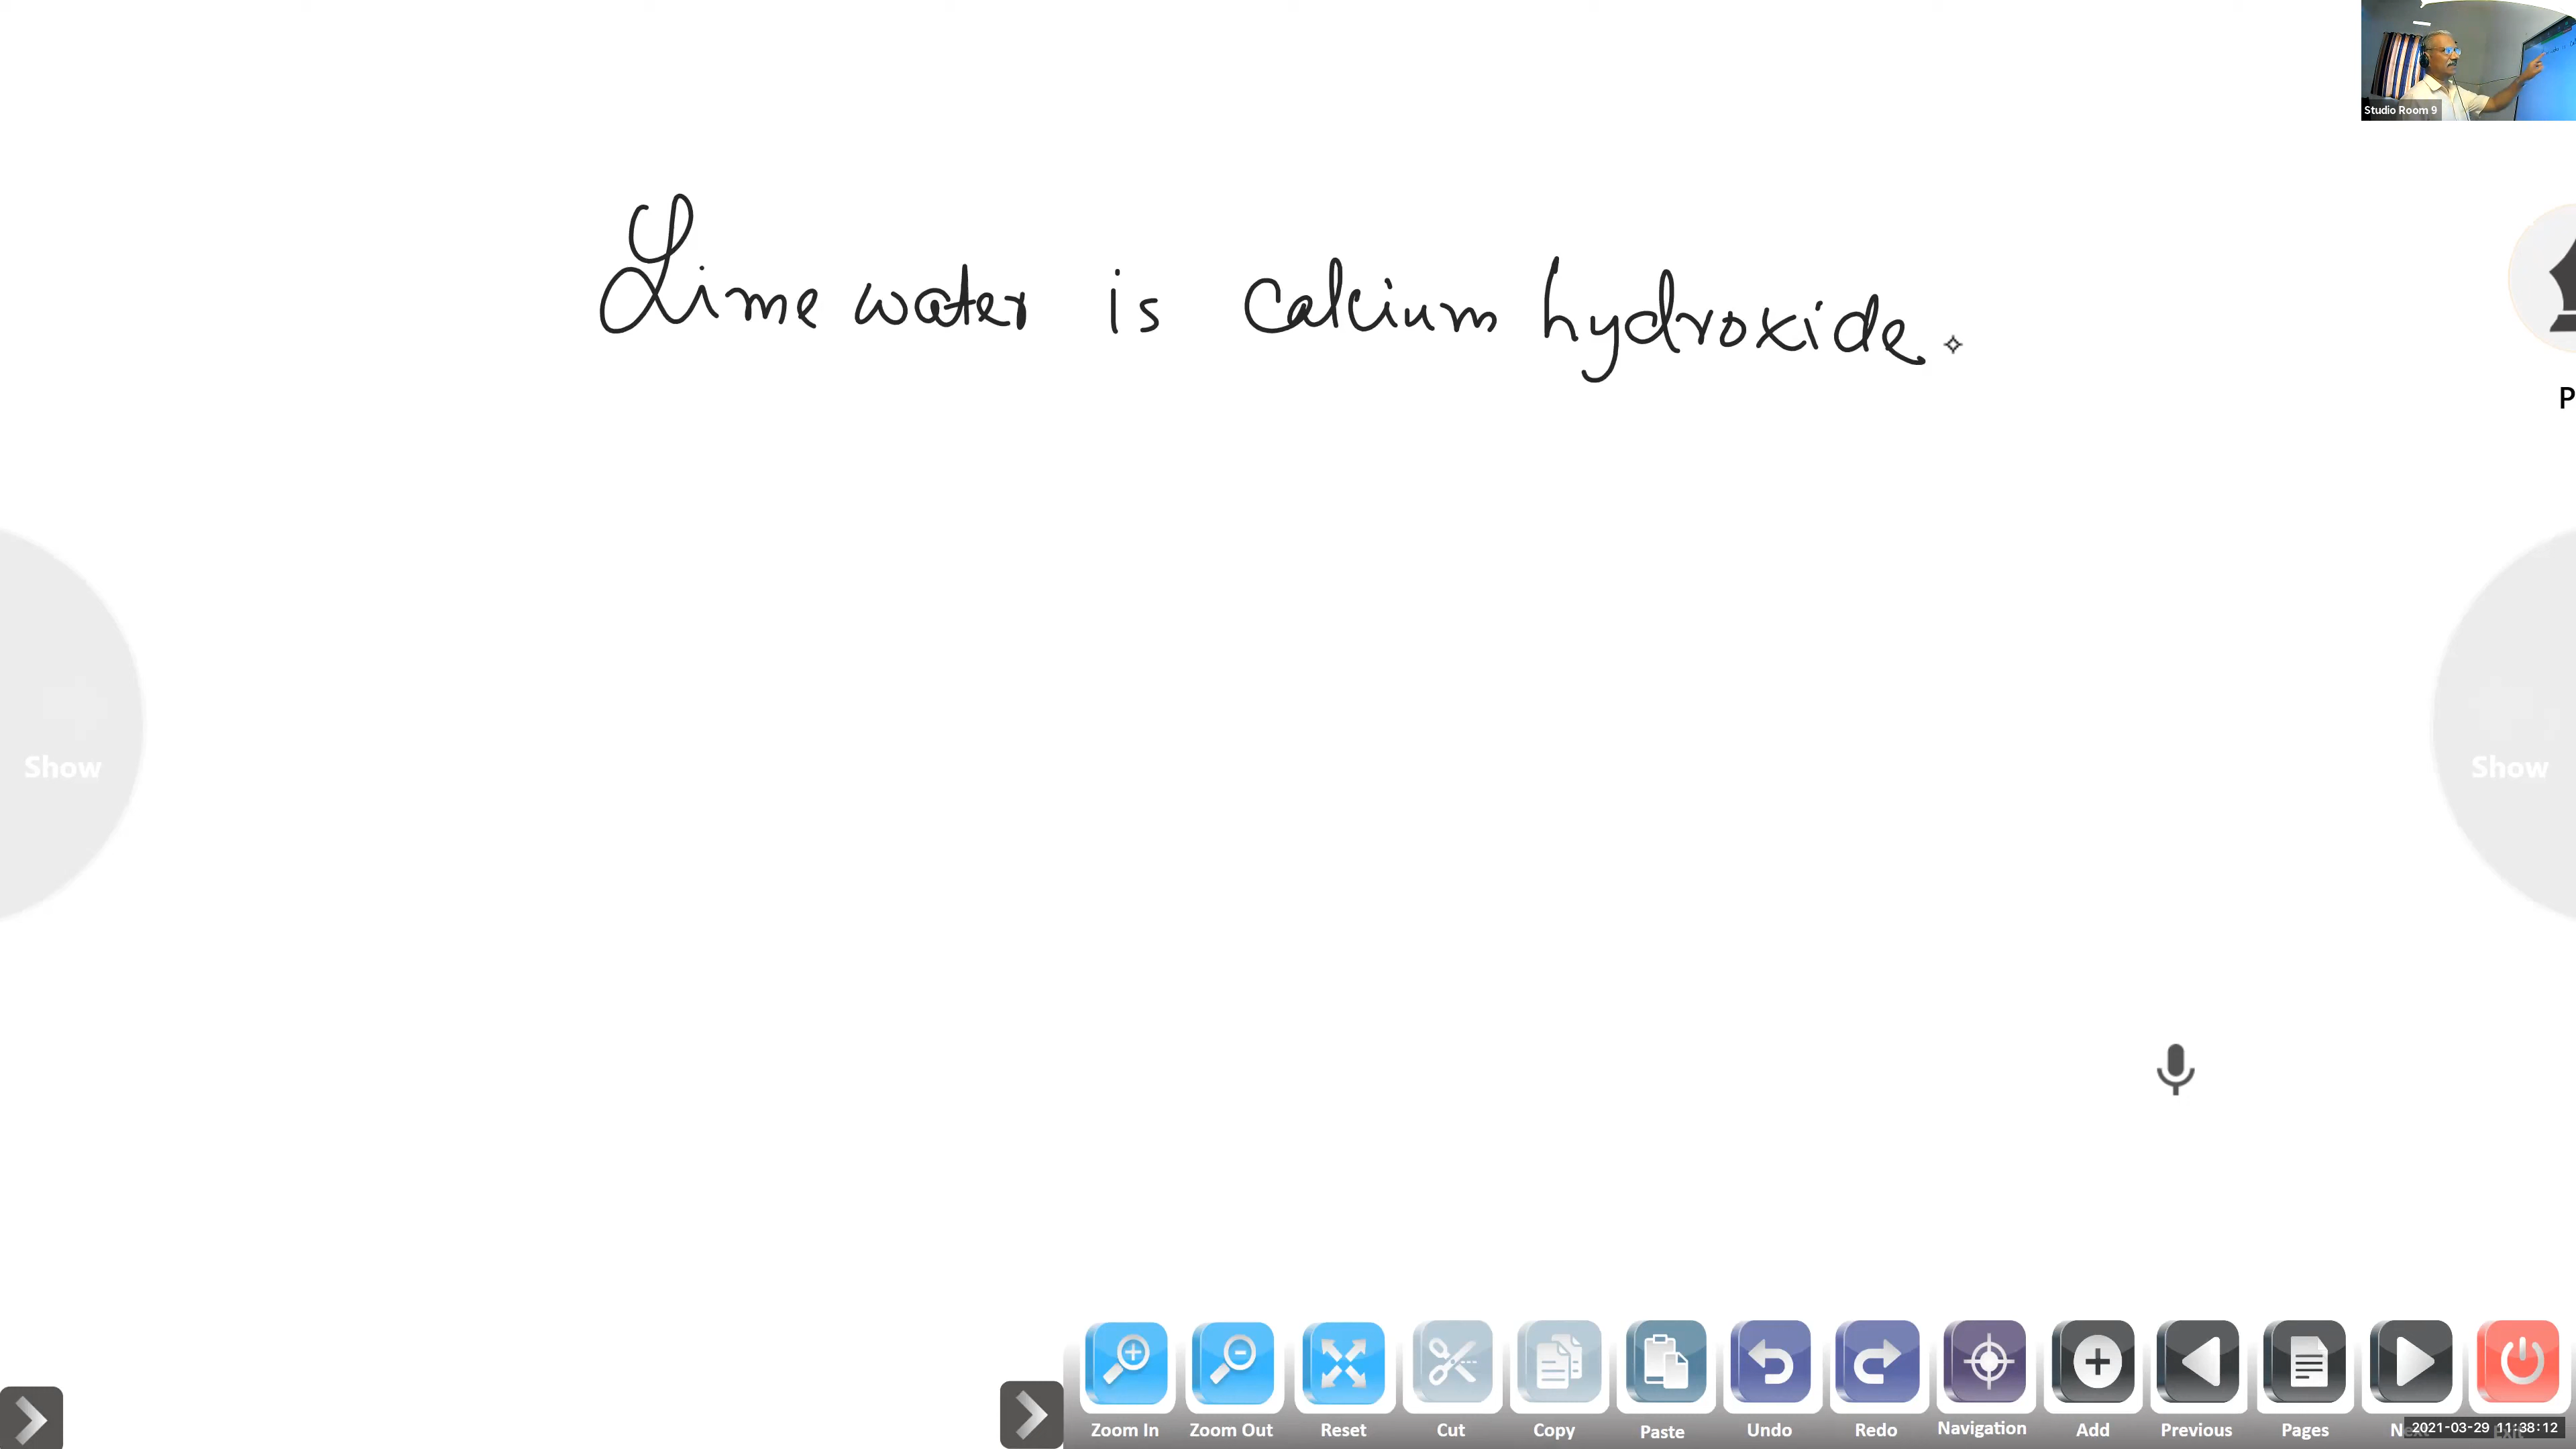 Studio Room 9
Lime water is calcium hydroxide.
P
Show
Show
Zoom In Zoom Out Reset Cut Copy Paste Undo Redo Navigation Add Previous Pages
2021-03-29 11:38:12